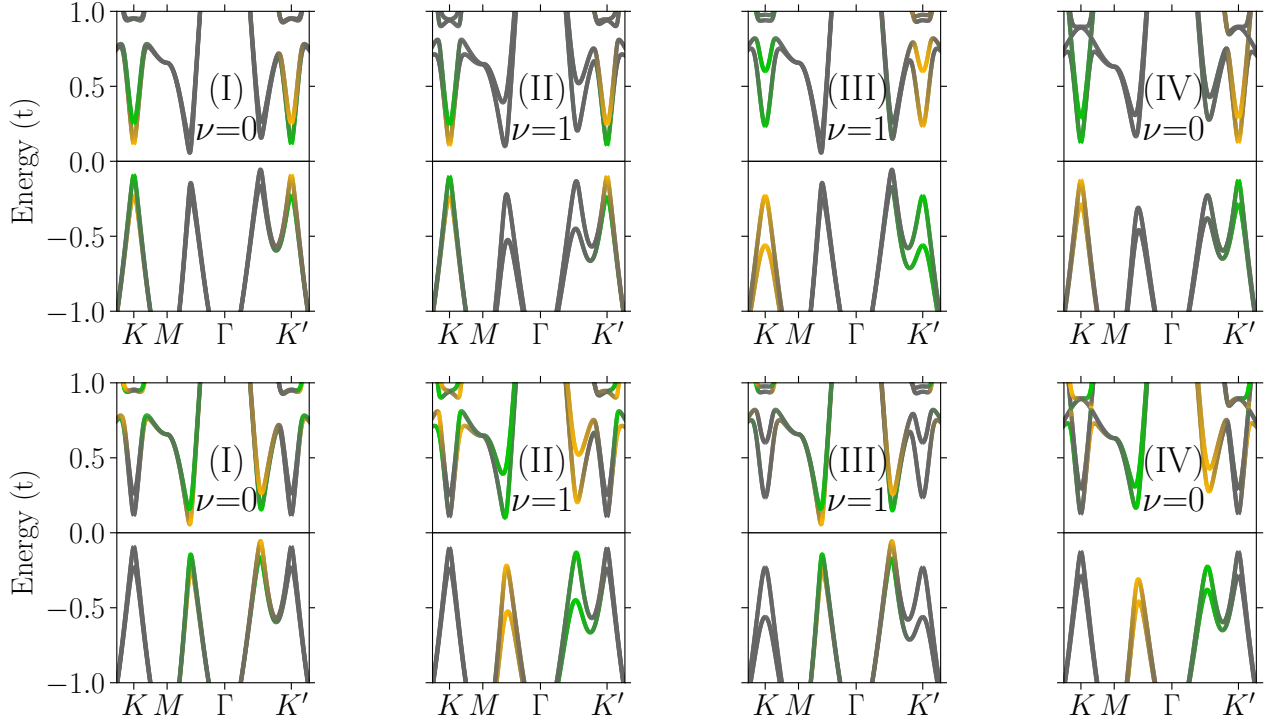 1.0
0.5
0.0
−0.5
−1.0
Energy (t)
(I)
ν=0
(II)
ν=1
(III)
ν=1
(IV)
ν=0
K M Γ K′
K M Γ K′
K M Γ K′
K M Γ K′
1.0
0.5
0.0
−0.5
−1.0
Energy (t)
(I)
ν=0
(II)
ν=1
(III)
ν=1
(IV)
ν=0
K M Γ K′
K M Γ K′
K M Γ K′
K M Γ K′